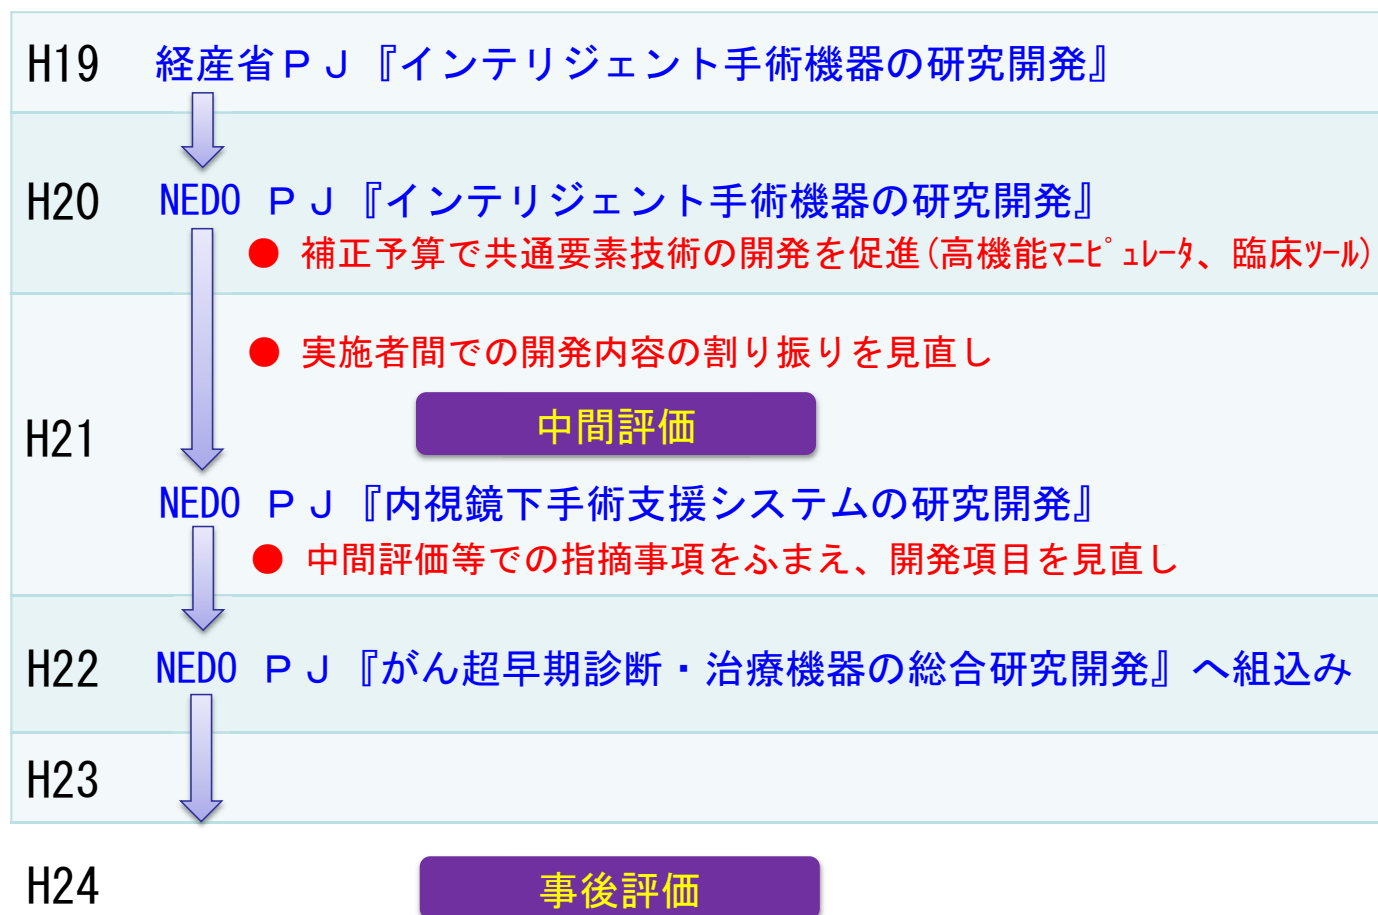 H19 経産省ＰＪ『インテリジェント手術機器の研究開発』
H20 NEDO ＰＪ『インテリジェント手術機器の研究開発』
● 補正予算で共通要素技術の開発を促進(高機能ﾏﾆﾋﾟｭﾚｰﾀ、臨床ﾂｰﾙ)
● 実施者間での開発内容の割り振りを見直し
H21
中間評価
NEDO ＰＪ『内視鏡下手術支援システムの研究開発』
● 中間評価等での指摘事項をふまえ、開発項目を見直し
H22 NEDO ＰＪ『がん超早期診断・治療機器の総合研究開発』へ組込み
H23
H24 事後評価